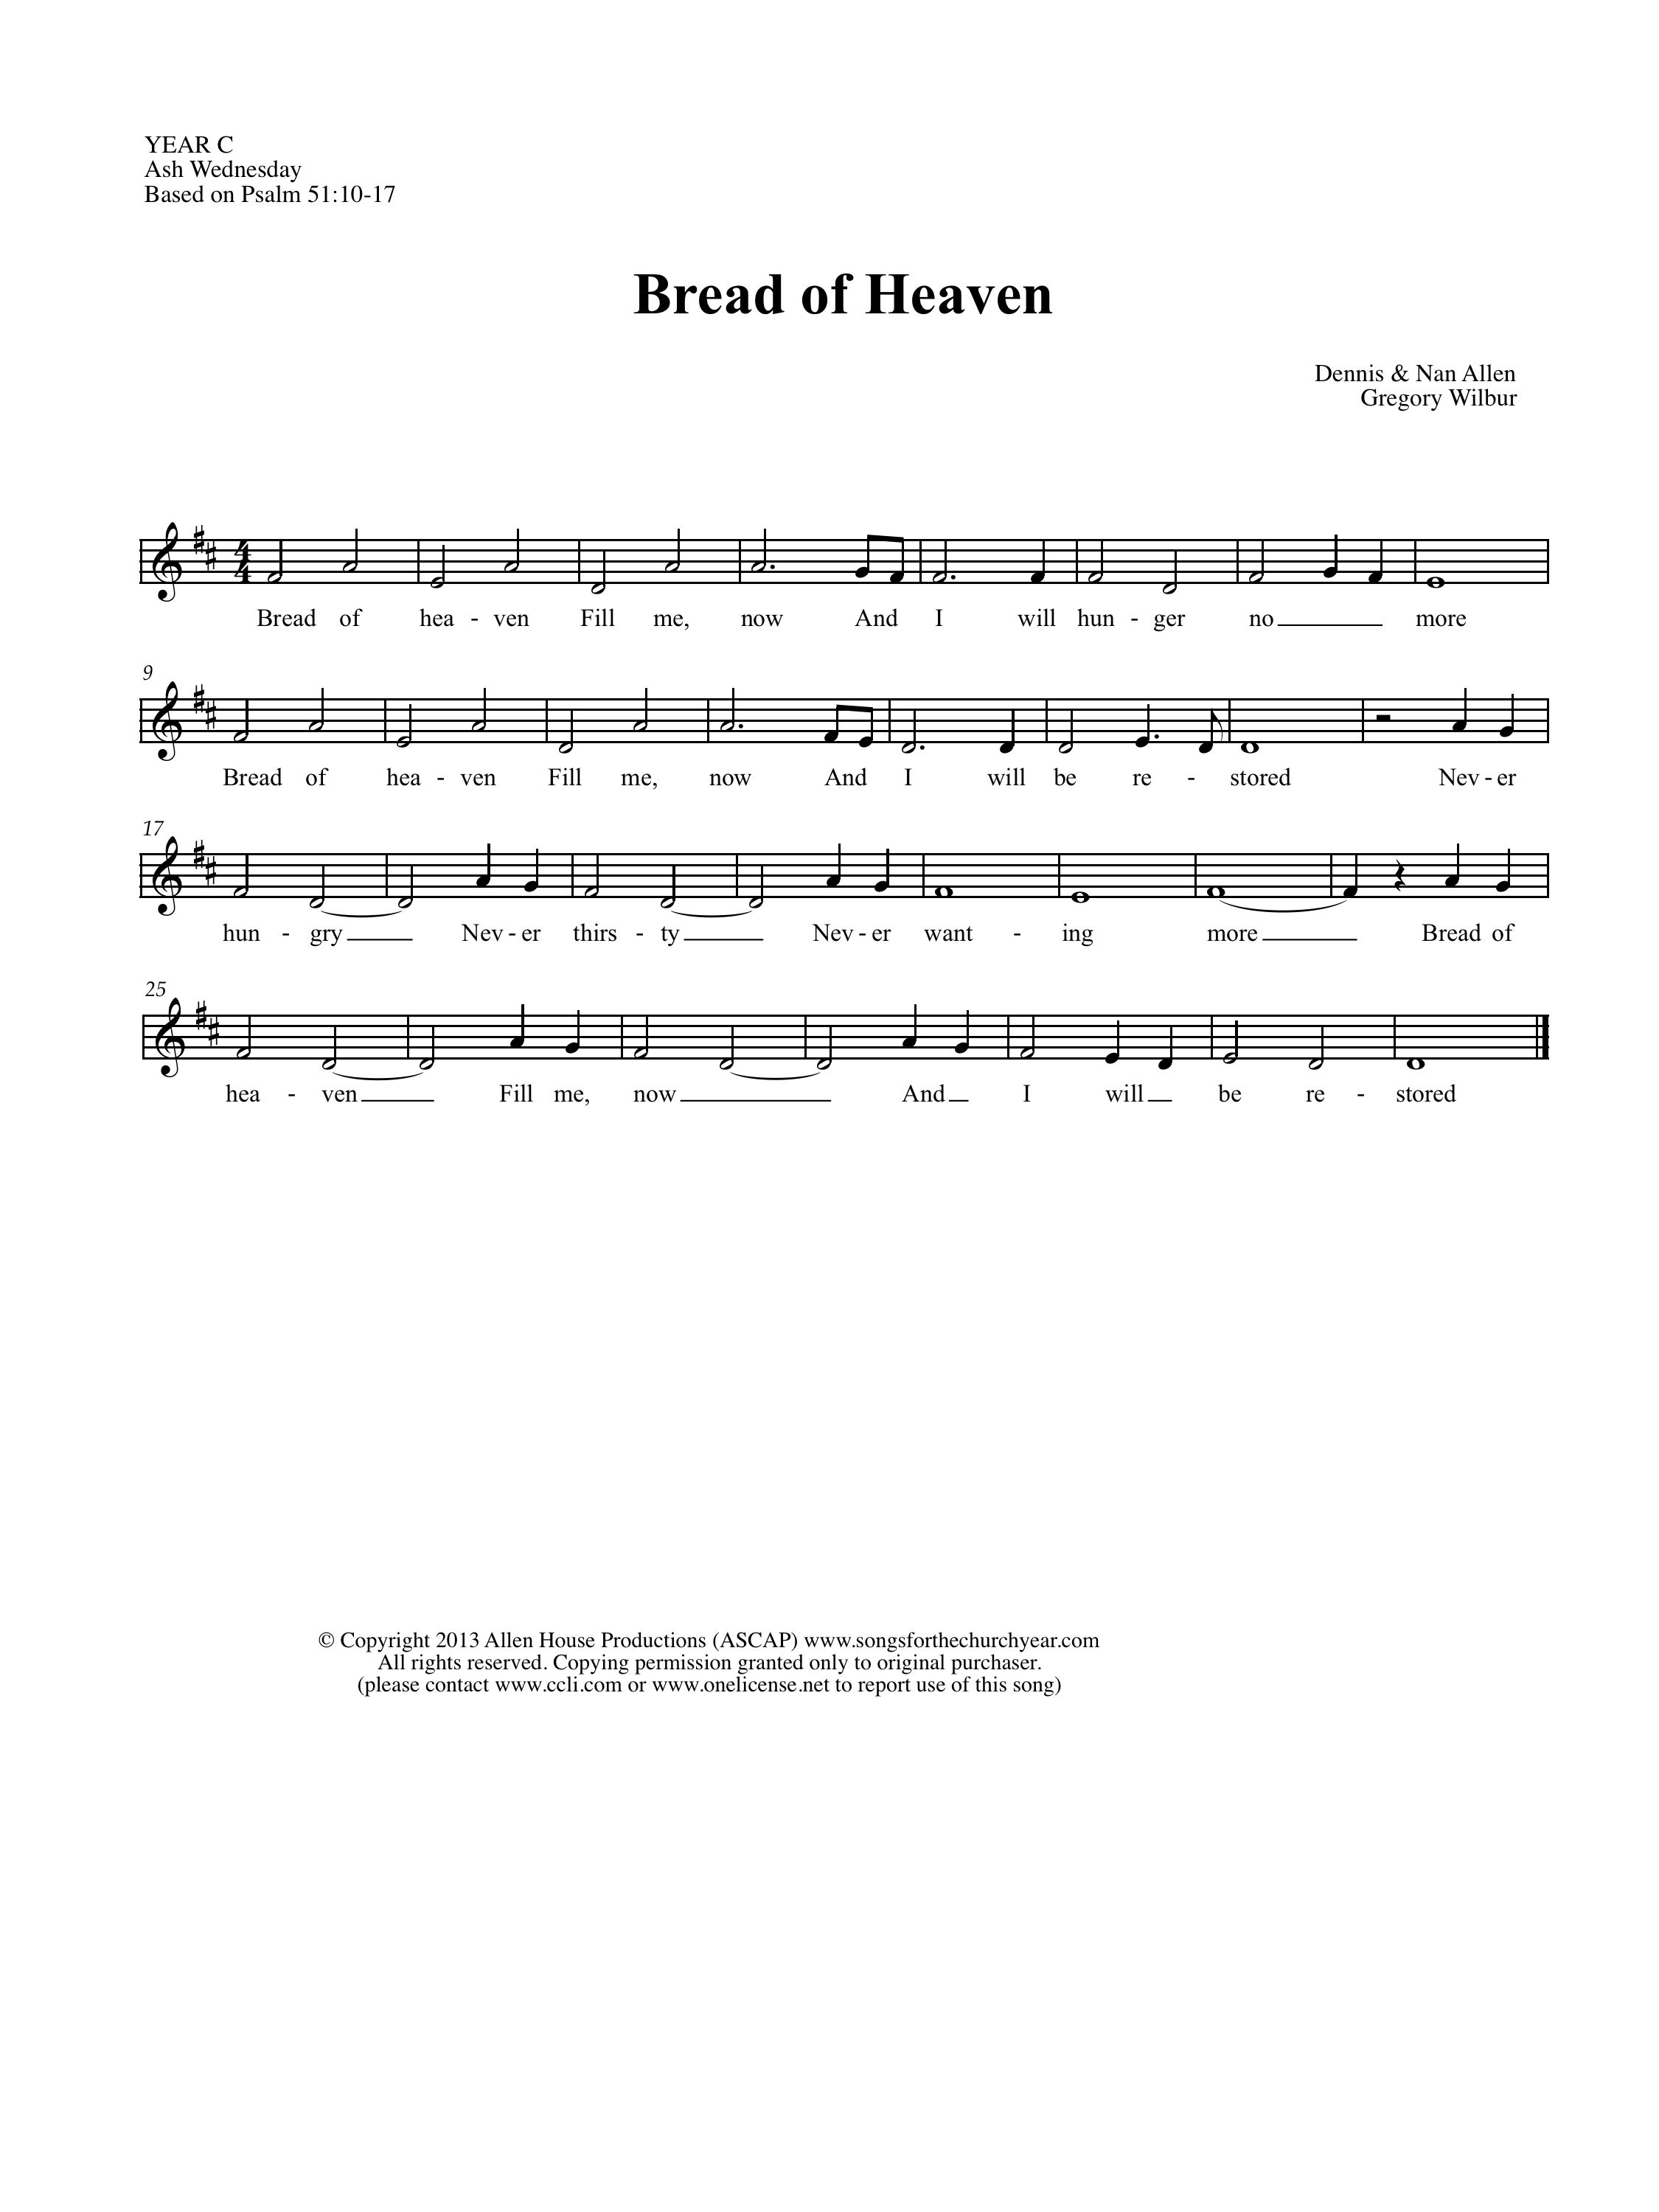 YEAR C
Ash Wednesday
Based on Psalm 51:10-17
Bread of Heaven
Dennis & Nan Allen
Gregory Wilbur
4
4
Bread of hea - ven Fill me, now And I will hun - ger no more
9
Bread of hea - ven Fill me, now And I will be re - stored Nev - er
17
hun - gry Nev - er thirs - ty Nev - er want - ing more Bread of
25
hea - ven Fill me, now And I will be re - stored
© Copyright 2013 Allen House Productions (ASCAP) www.songsforthechurchyear.com
All rights reserved. Copying permission granted only to original purchaser.
(please contact www.ccli.com or www.onelicense.net to report use of this song)